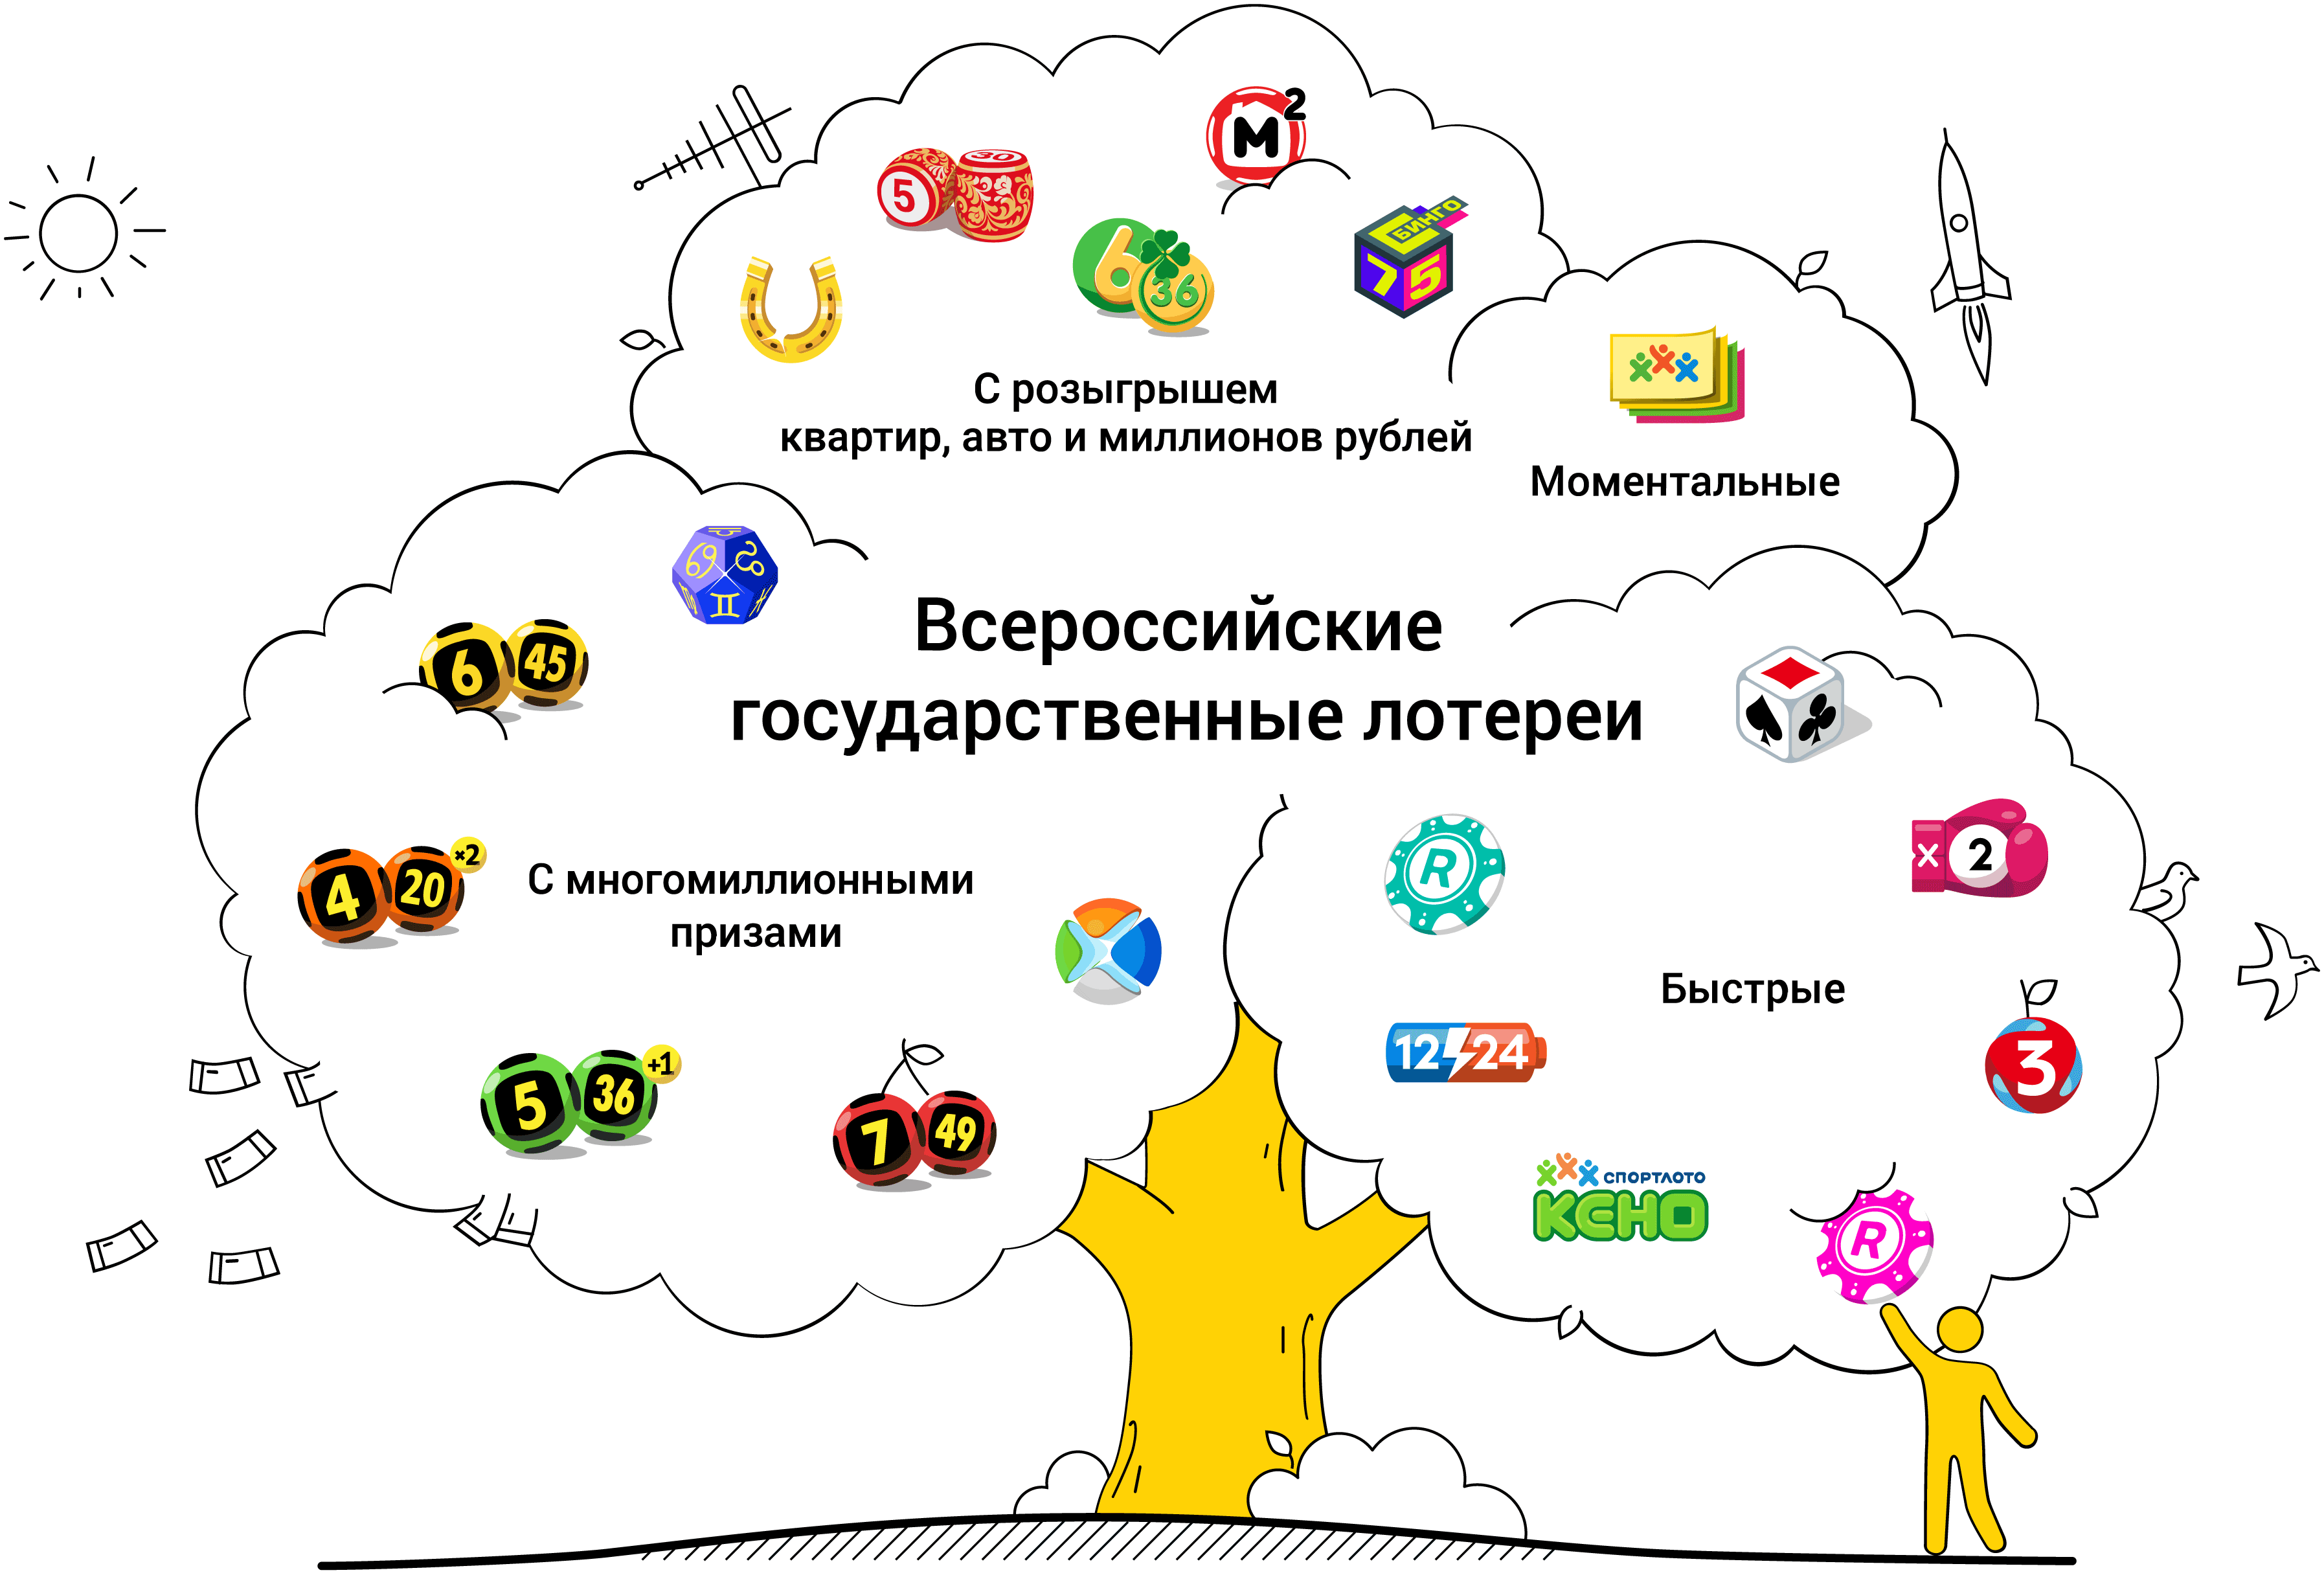 М2
5
30
6
36
БИНГО
75
С розыгрышем
квартир, авто и миллионов рублей
Моментальные
6 45
Всероссийские
государственные лотереи
4 20 ×2
С многомиллионными
призами
R
× 2
Быстрые
12 24
3
5 36 +1
7 49
СПОРТЛОТО
КЕНО
R